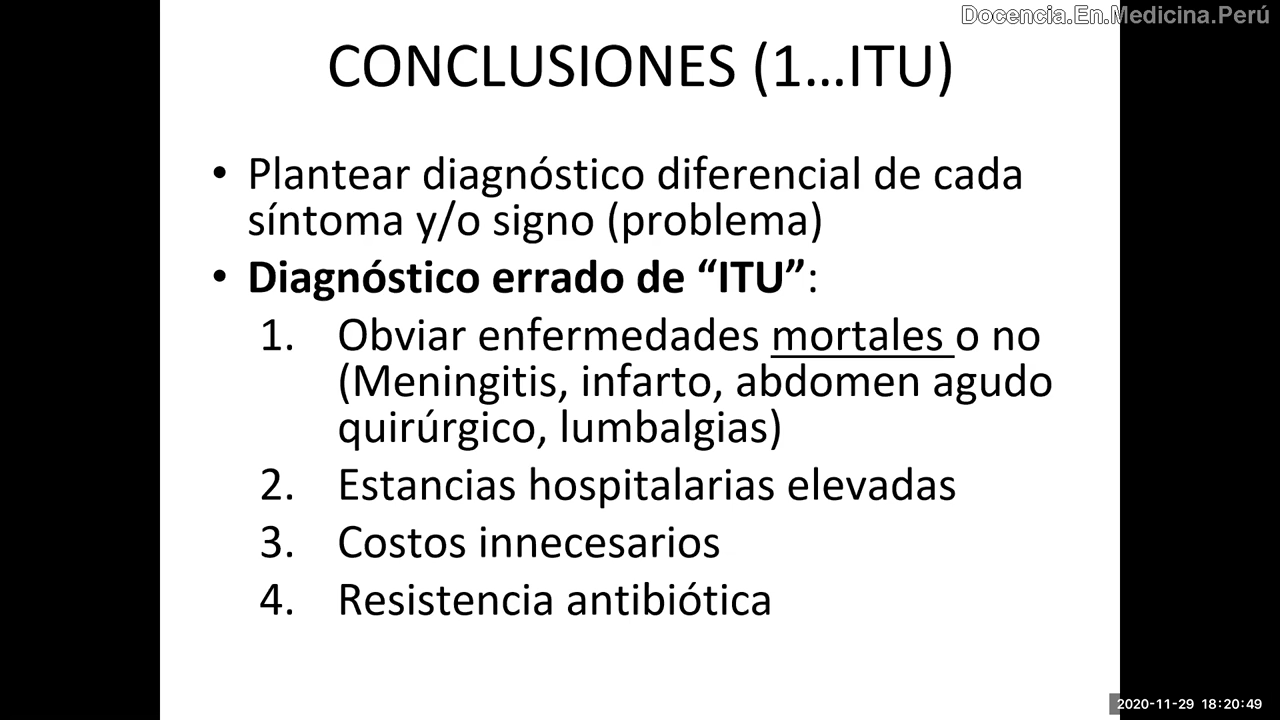 Docencia.En.Medicina.Perú
CONCLUSIONES (1...ITU)
• Plantear diagnóstico diferencial de cada
síntoma y/o signo (problema)
• Diagnóstico errado de “ITU”:
1. Obviar enfermedades mortales o no
(Meningitis, infarto, abdomen agudo
quirúrgico, lumbalgias)
2. Estancias hospitalarias elevadas
3. Costos innecesarios
4. Resistencia antibiótica
2020-11-29 18:20:49